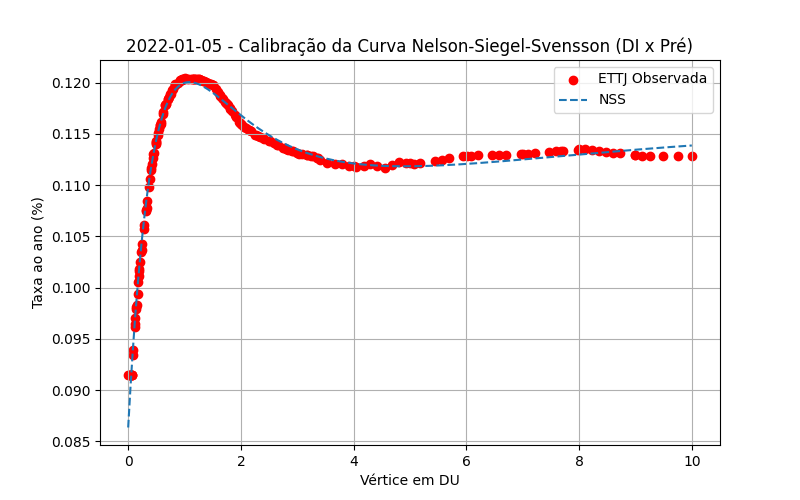 2022-01-05 - Calibração da Curva Nelson-Siegel-Svensson (DI x Pré)
ETTJ Observada
NSS
Taxa ao ano (%)
0.120
0.115
0.110
0.105
0.100
0.095
0.090
0.085
0 2 4 6 8 10
Vértice em DU